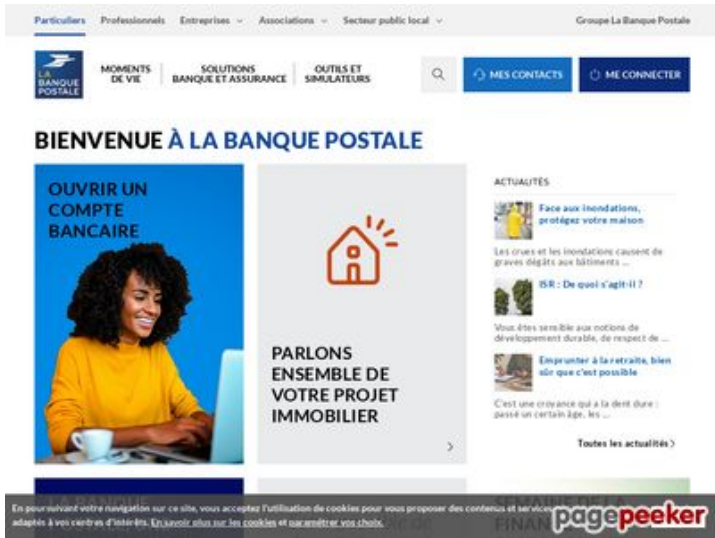 Particuliers Professionnels Entreprises Associations Secteur public local Groupe La Banque Postale
LA
BANQUE
POSTALE
MOMENTS
DE VIE
SOLUTIONS
BANQUE ET ASSURANCE
OUTILS ET
SIMULATEURS
MES CONTACTS
ME CONNECTER
BIENVENUE À LA BANQUE POSTALE
OUVRIR UN
COMPTE
BANCAIRE
PARLONS
ENSEMBLE DE
VOTRE PROJET
IMMOBILIER
ACTUALITÉS
Face aux inondations,
protégez votre maison
Les crues et les inondations causent de
graves dégâts aux bâtiments ...
ISR : De quoi s'agit-il ?
Vous êtes sensible aux notions de
développement durable, de respect de ...
Emprunter à la retraite, bien
sûr que c'est possible
C'est une croyance qui a la dent dure :
passé un certain âge, les ...
Toutes les actualités
LA BANQUE
SEMAINE DE LA
FINAN
En poursuivant votre navigation sur ce site, vous acceptez l'utilisation de cookies pour vous proposer des contenus et services
adaptés à vos centres d'intérêts. En savoir plus sur les cookies et paramétrer vos choix.
pagepeeker